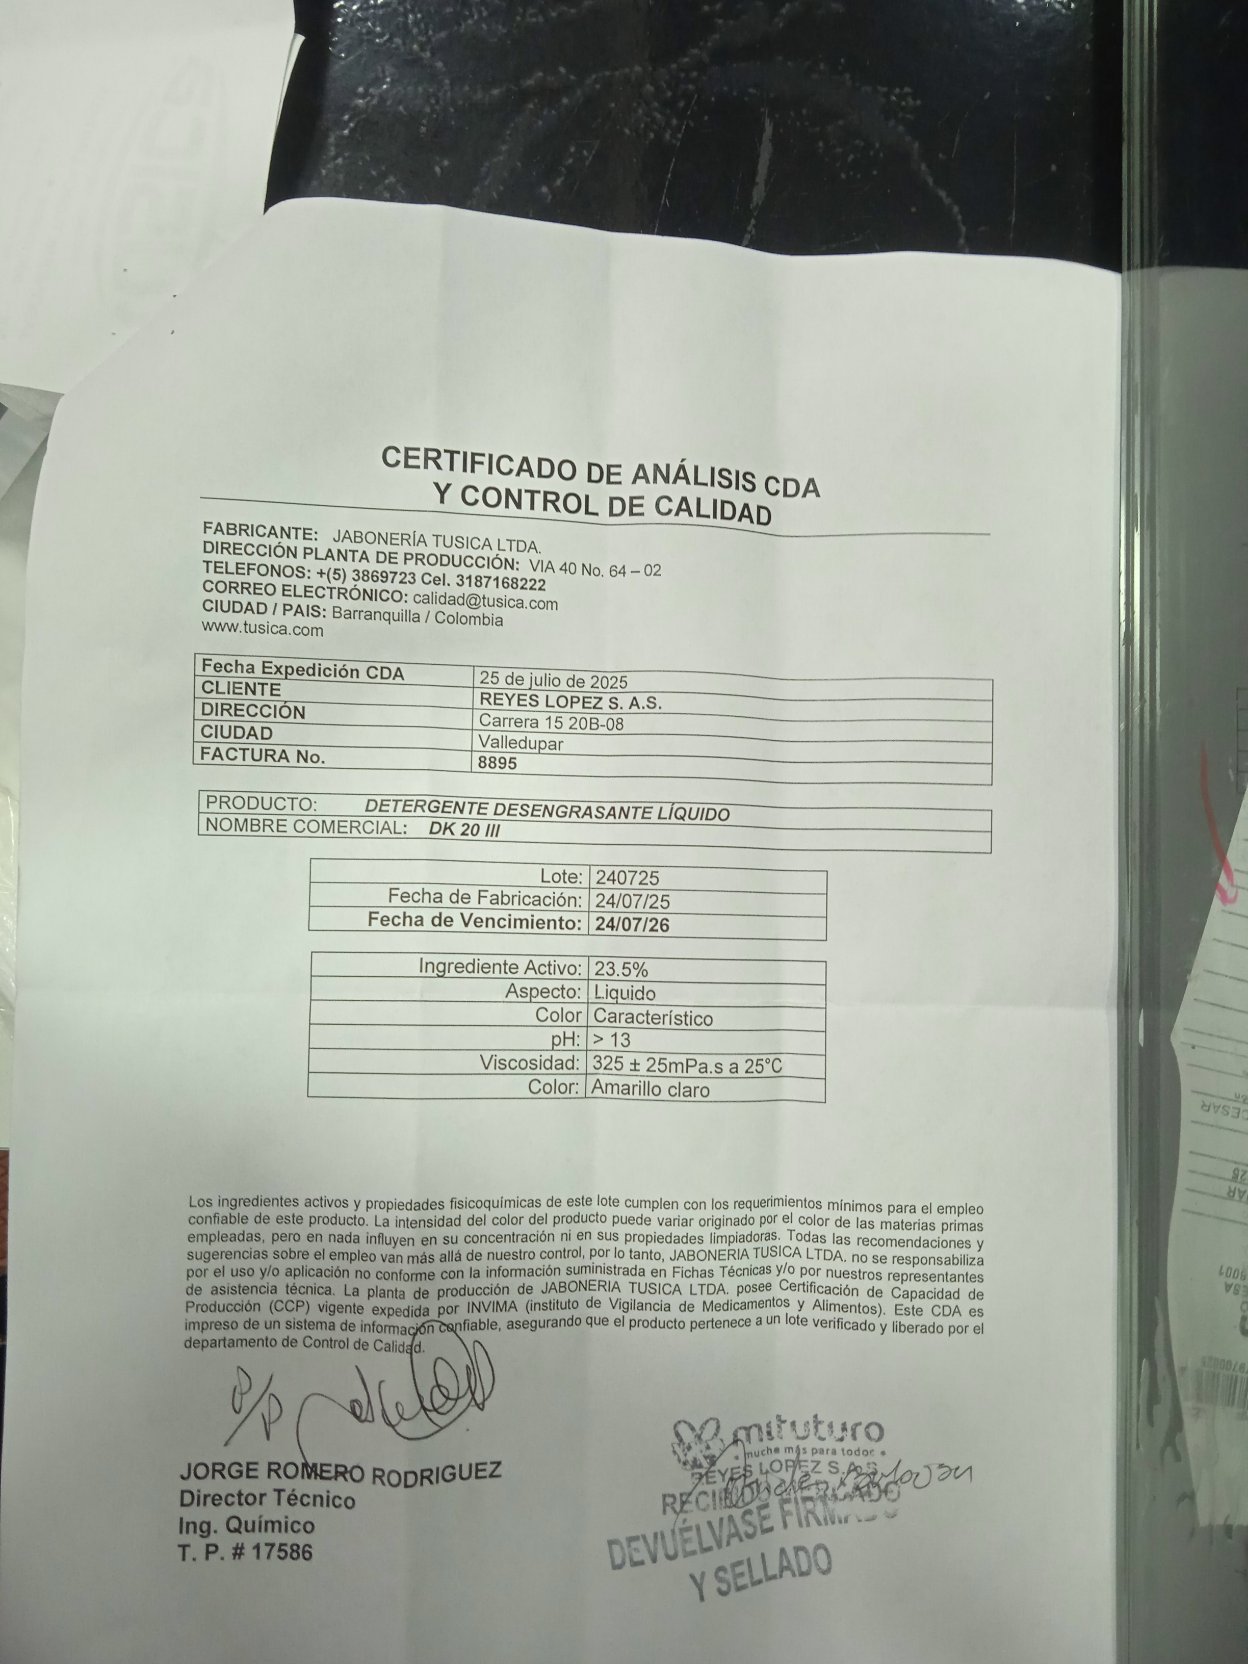 CERTIFICADO DE ANÁLISIS CDA
Y CONTROL DE CALIDAD
FABRICANTE: JABONERÍA TUSICA LTDA.
DIRECCIÓN PLANTA DE PRODUCCIÓN: VIA 40 No. 64 – 02
TELEFONOS: +(5) 3869723 Cel. 3187168222
CORREO ELECTRÓNICO: calidad@tusica.com
CIUDAD / PAIS: Barranquilla / Colombia
www.tusica.com
Fecha Expedición CDA 25 de julio de 2025
CLIENTE REYES LOPEZ S. A.S.
DIRECCIÓN Carrera 15 20B-08
CIUDAD Valledupar
FACTURA No. 8895
PRODUCTO: DETERGENTE DESENGRASANTE LÍQUIDO
NOMBRE COMERCIAL: DK 20 III
Lote: 240725
Fecha de Fabricación: 24/07/25
Fecha de Vencimiento: 24/07/26
Ingrediente Activo: 23.5%
Aspecto: Liquido
Color Característico
pH: > 13
Viscosidad: 325 ± 25mPa.s a 25°C
Color: Amarillo claro
Los ingredientes activos y propiedades fisicoquímicas de este lote cumplen con los requerimientos mínimos para el empleo
confiable de este producto. La intensidad del color del producto puede variar originado por el color de las materias primas
empleadas, pero en nada influyen en su concentración ni en sus propiedades limpiadoras. Todas las recomendaciones y
sugerencias sobre el empleo van más allá de nuestro control, por lo tanto, JABONERIA TUSICA LTDA. no se responsabiliza
por el uso y/o aplicación no conforme con la información suministrada en Fichas Técnicas y/o por nuestros representantes
de asistencia técnica. La planta de producción de JABONERIA TUSICA LTDA. posee Certificación de Capacidad de
Producción (CCP) vigente expedida por INVIMA (instituto de Vigilancia de Medicamentos y Alimentos). Este CDA es
impreso de un sistema de información confiable, asegurando que el producto pertenece a un lote verificado y liberado por el
departamento de Control de Calidad.
P/P
JORGE ROMERO RODRIGUEZ
Director Técnico
Ing. Químico
T. P. # 17586
mituturo
mucho más para todos
REYES LOPEZ S.A.S.
RECIBIDO MERCADO
DEVUÉLVASE FIRMADO
Y SELLADO
CESAR